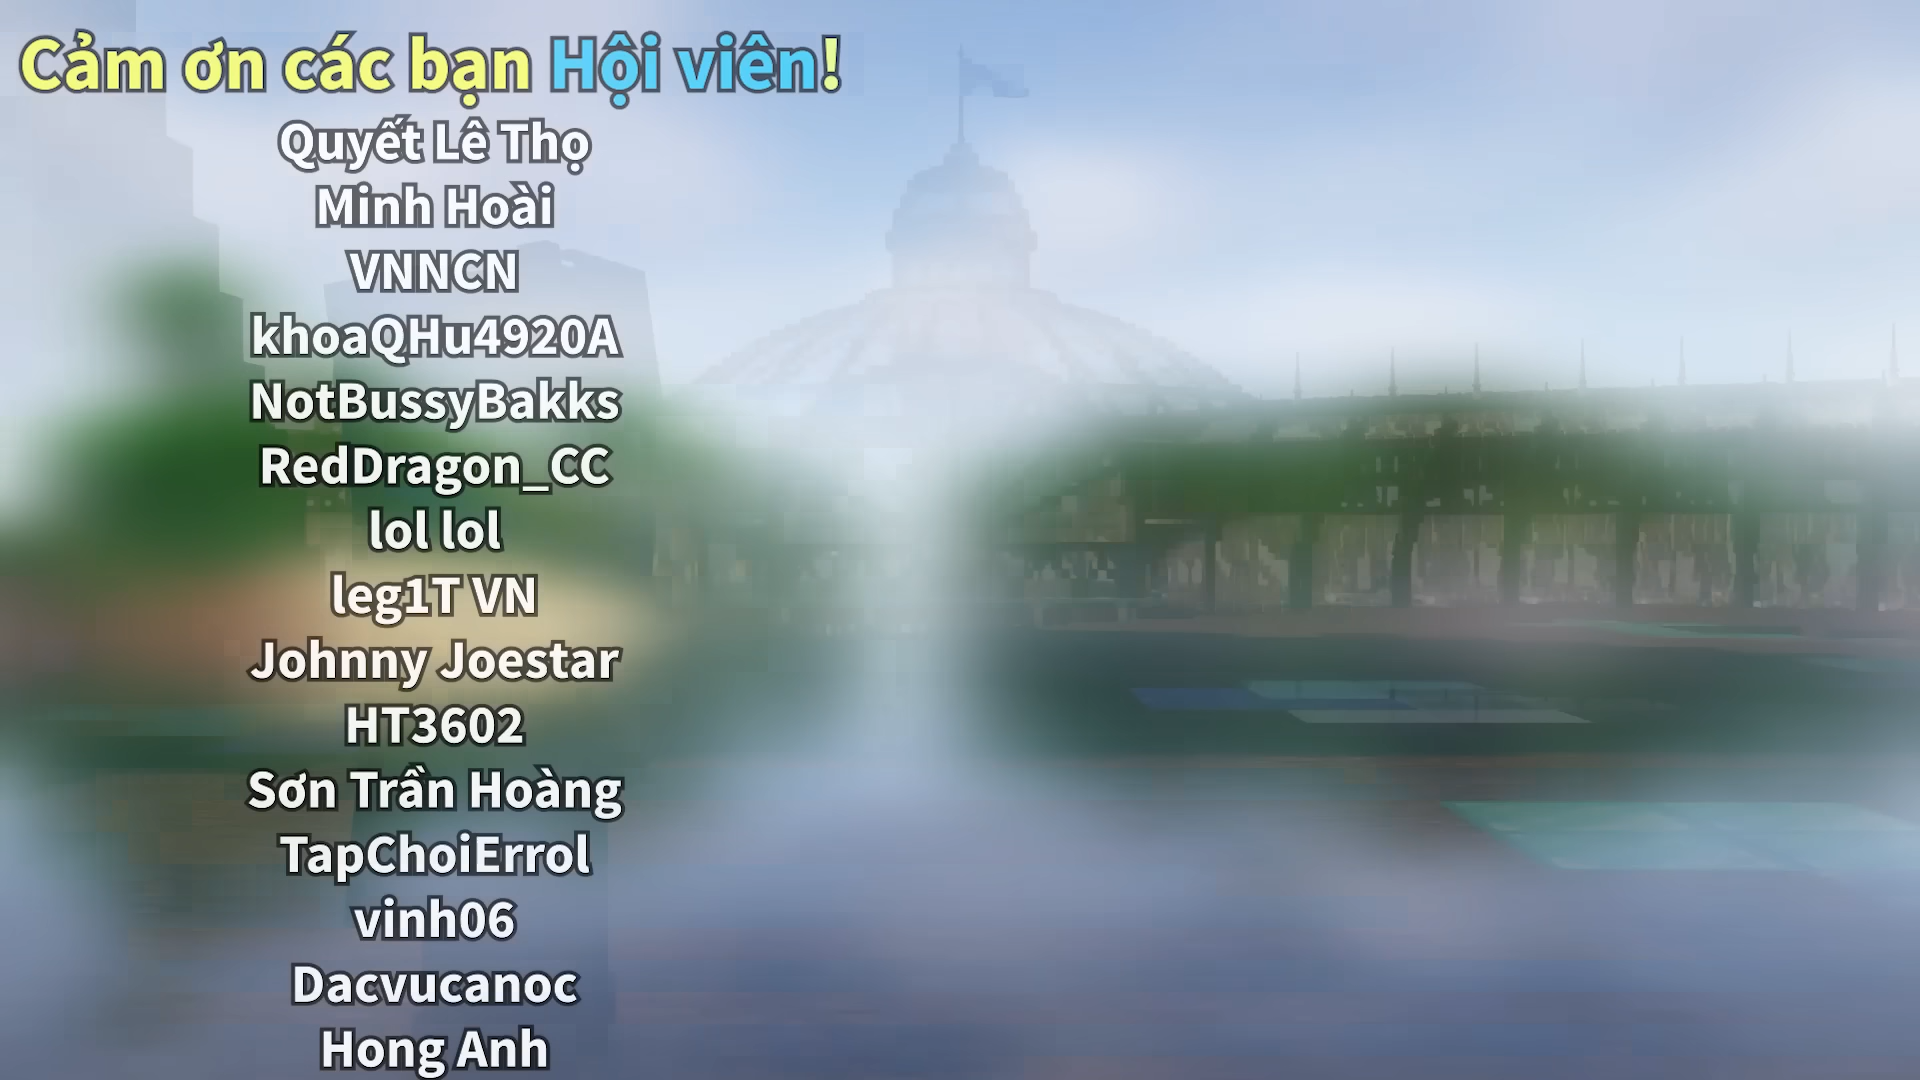 Cảm ơn các bạn Hội viên!
Quyết Lê Thọ
Minh Hoài
VNNCN
khoaQHu4920A
NotBussyBakks
RedDragon_CC
lol lol
leg1T VN
Johnny Joestar
HT3602
Sơn Trần Hoàng
TapChoiErrol
vinh06
Dacvucanoc
Hong Anh